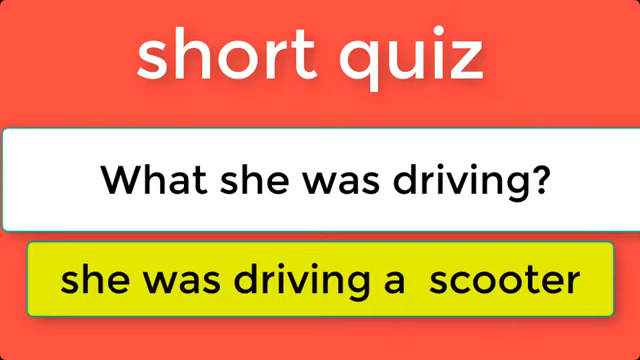 short quiz
What she was driving?
she was driving a scooter